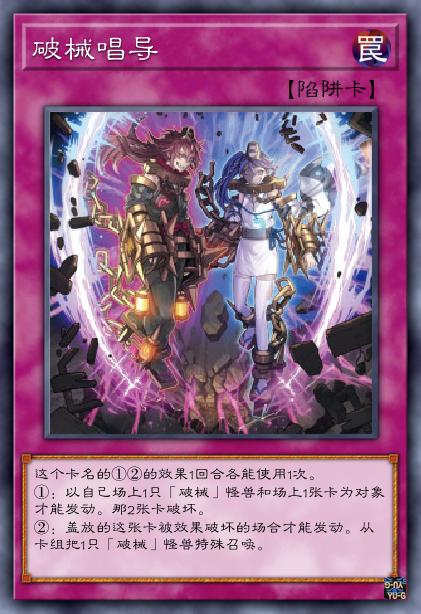 破械唱导
罠
【陷阱卡】
这个卡名的①②的效果1回合各能使用1次。
①：以自己场上1只「破械」怪兽和场上1张卡为对象
才能发动。那2张卡破坏。
②：盖放的这张卡被效果破坏的场合才能发动。从
卡组把1只「破械」怪兽特殊召唤。
YU-G